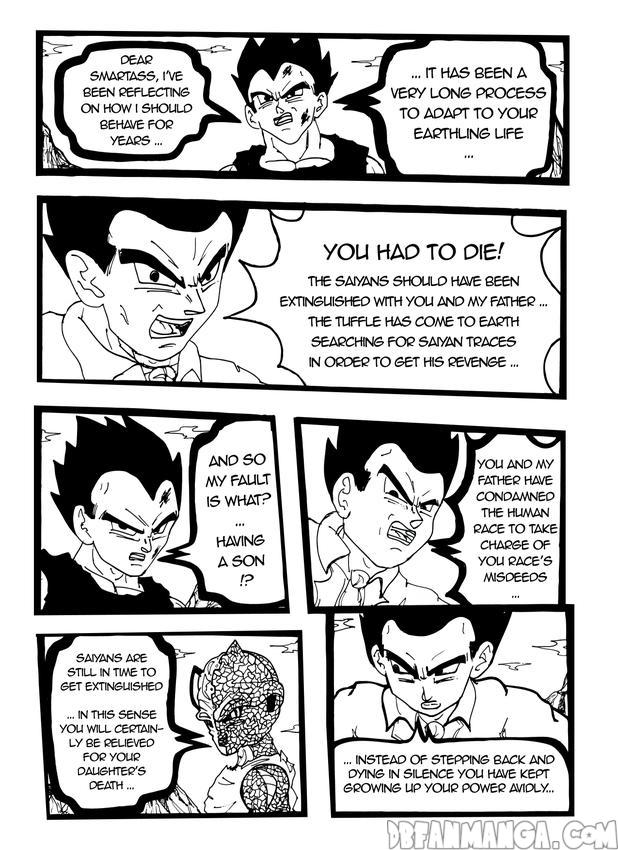 DEAR
SMARTASS, I'VE
BEEN REFLECTING
ON HOW I SHOULD
BEHAVE FOR
YEARS ...
... IT HAS BEEN A
VERY LONG PROCESS
TO ADAPT TO YOUR
EARTHLING LIFE
...
YOU HAD TO DIE!
THE SAIYANS SHOULD HAVE BEEN
EXTINGUISHED WITH YOU AND MY FATHER ...
THE TUFFLE HAS COME TO EARTH
SEARCHING FOR SAIYAN TRACES
IN ORDER TO GET HIS REVENGE ...
AND SO
MY FAULT
IS WHAT?
...
HAVING
A SON
!?
YOU AND MY
FATHER HAVE
CONDAMNED
THE HUMAN
RACE TO TAKE
CHARGE OF
YOU RACE'S
MISDEEDS
...
SAIYANS ARE
STILL IN TIME TO
GET EXTINGUISHED
... IN THIS SENSE
YOU WILL CERTAIN-
LY BE RELIEVED
FOR YOUR
DAUGHTER'S
DEATH ...
... INSTEAD OF STEPPING BACK AND
DYING IN SILENCE YOU HAVE KEPT
GROWING UP YOUR POWER AVIDLY...
DBFANMANGA.COM